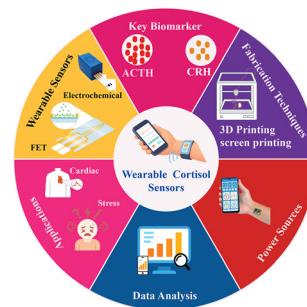 Key Biomarker
ACTH
CRH
Fabrication Techniques
3D Printing
screen printing
Power Sources
Data Analysis
Applications
Cardiac
Stress
Wearable Sensors
Electrochemical
FET
Wearable Cortisol
Sensors